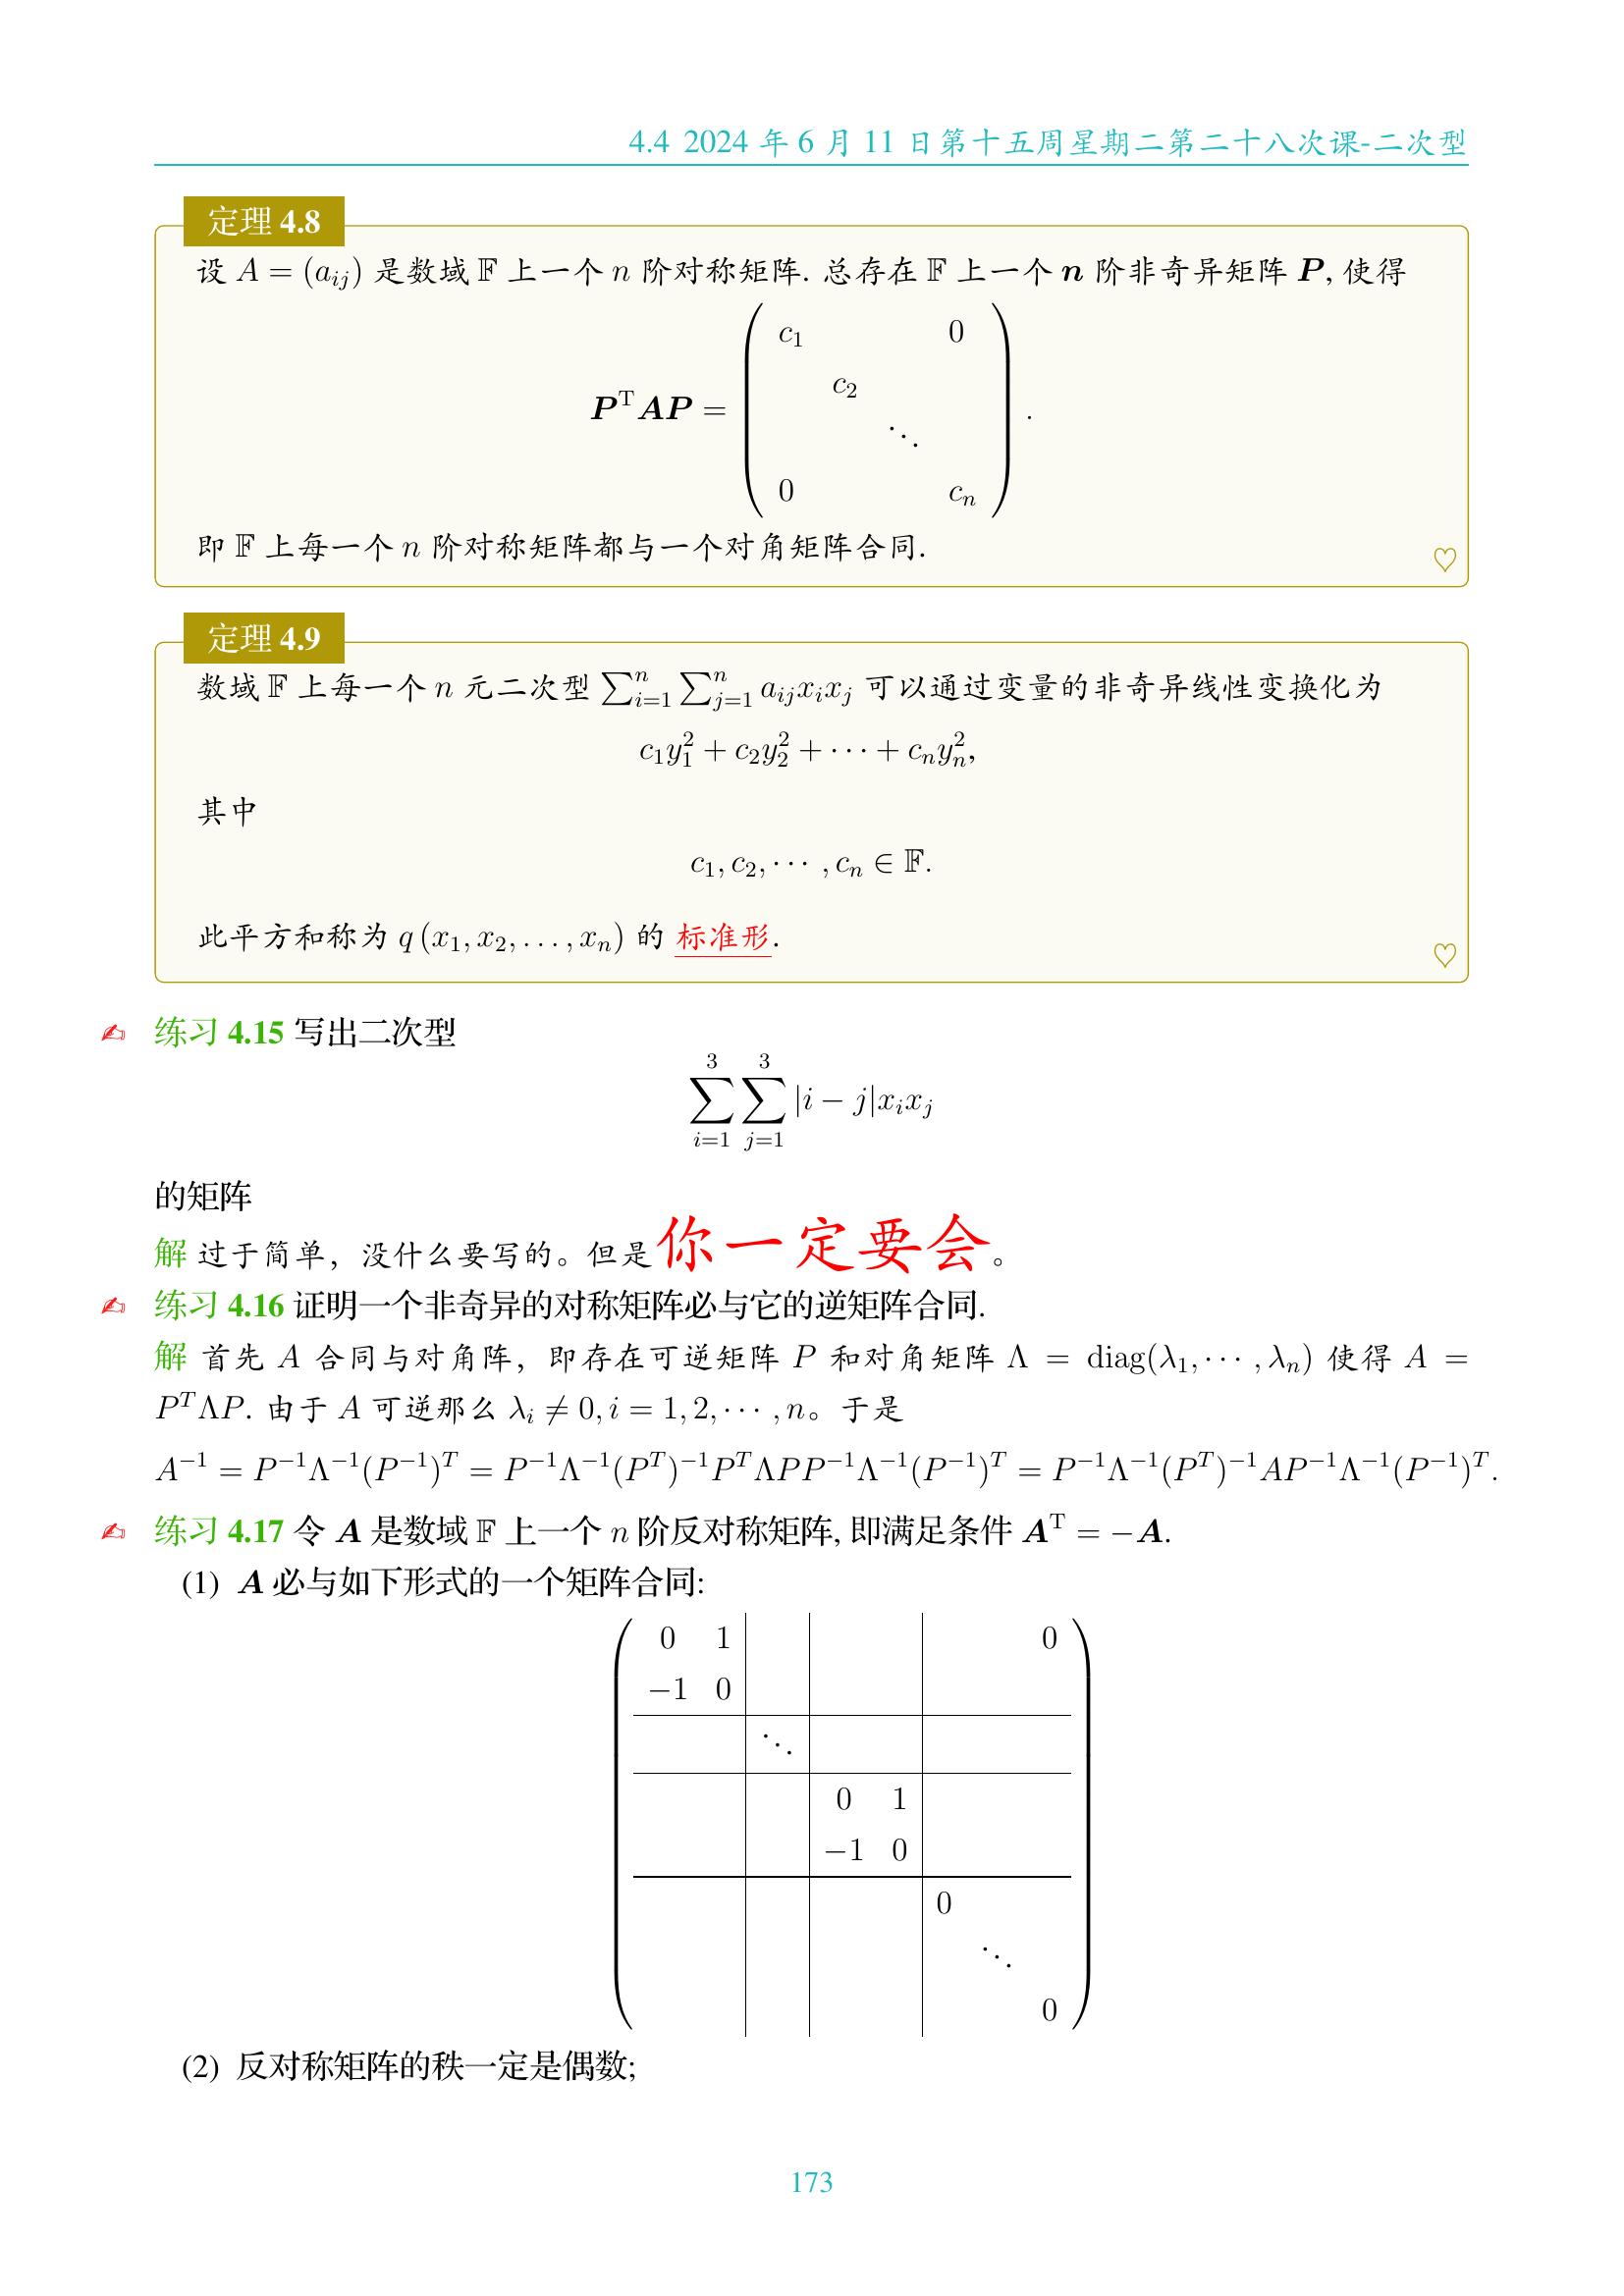 4.4 2024 年 6 月 11 日第十五周星期二第二十八次课-二次型
定理 4.8
设 $A = (a_{ij})$ 是数域 $\mathbb{F}$ 上一个 $n$ 阶对称矩阵. 总存在 $\mathbb{F}$ 上一个 $\boldsymbol{n}$ 阶非奇异矩阵 $\boldsymbol{P}$, 使得
$$\boldsymbol{P}^{\mathrm{T}}\boldsymbol{A}\boldsymbol{P} = \begin{pmatrix} c_1 & & & 0 \\ & c_2 & & \\ & & \ddots & \\ 0 & & & c_n \end{pmatrix}.$$
即 $\mathbb{F}$ 上每一个 $n$ 阶对称矩阵都与一个对角矩阵合同.
♡
定理 4.9
数域 $\mathbb{F}$ 上每一个 $n$ 元二次型 $\sum_{i=1}^{n}\sum_{j=1}^{n} a_{ij}x_ix_j$ 可以通过变量的非奇异线性变换化为
$$c_1y_1^2 + c_2y_2^2 + \cdots + c_ny_n^2,$$
其中
$$c_1, c_2, \cdots, c_n \in \mathbb{F}.$$
此平方和称为 $q(x_1, x_2, \ldots, x_n)$ 的 标准形.
♡
✍ 练习 4.15 写出二次型
$$\sum_{i=1}^{3}\sum_{j=1}^{3} |i-j|x_ix_j$$
的矩阵
解 过于简单，没什么要写的。但是你一定要会。
✍ 练习 4.16 证明一个非奇异的对称矩阵必与它的逆矩阵合同.
解 首先 $A$ 合同与对角阵，即存在可逆矩阵 $P$ 和对角矩阵 $\Lambda = \mathrm{diag}(\lambda_1, \cdots, \lambda_n)$ 使得 $A =$
$P^T\Lambda P$. 由于 $A$ 可逆那么 $\lambda_i \neq 0, i = 1, 2, \cdots, n$。于是
$$A^{-1} = P^{-1}\Lambda^{-1}(P^{-1})^T = P^{-1}\Lambda^{-1}(P^T)^{-1}P^T\Lambda PP^{-1}\Lambda^{-1}(P^{-1})^T = P^{-1}\Lambda^{-1}(P^T)^{-1}AP^{-1}\Lambda^{-1}(P^{-1})^T.$$
✍ 练习 4.17 令 $\boldsymbol{A}$ 是数域 $\mathbb{F}$ 上一个 $n$ 阶反对称矩阵, 即满足条件 $\boldsymbol{A}^{\mathrm{T}} = -\boldsymbol{A}$.
(1) $\boldsymbol{A}$ 必与如下形式的一个矩阵合同:
$$\left(\begin{array}{cc|c|cc|ccc} 0 & 1 & & & & & & 0 \\ -1 & 0 & & & & & & \\ \hline & & \ddots & & & & & \\ \hline & & & 0 & 1 & & & \\ & & & -1 & 0 & & & \\ \hline & & & & & 0 & & \\ & & & & & & \ddots & \\ & & & & & & & 0 \end{array}\right)$$
(2) 反对称矩阵的秩一定是偶数;
173